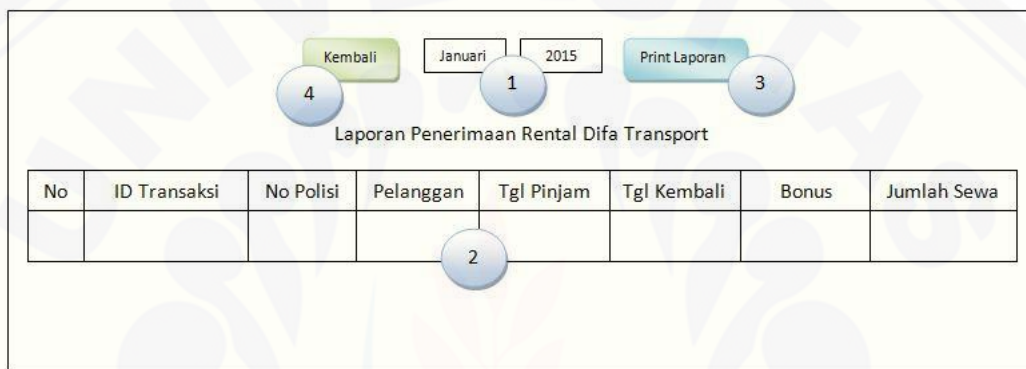 Kembali Januari 2015 Print Laporan
4 1 3
Laporan Penerimaan Rental Difa Transport
No ID Transaksi No Polisi Pelanggan Tgl Pinjam Tgl Kembali Bonus Jumlah Sewa
2
UNIVERSITAS